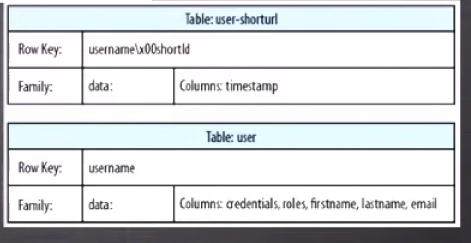 Table: user-shorturl
Row Key: username\x00shortId
Family: data: Columns: timestamp
Table: user
Row Key: username
Family: data: Columns: credentials, roles, firstname, lastname, email